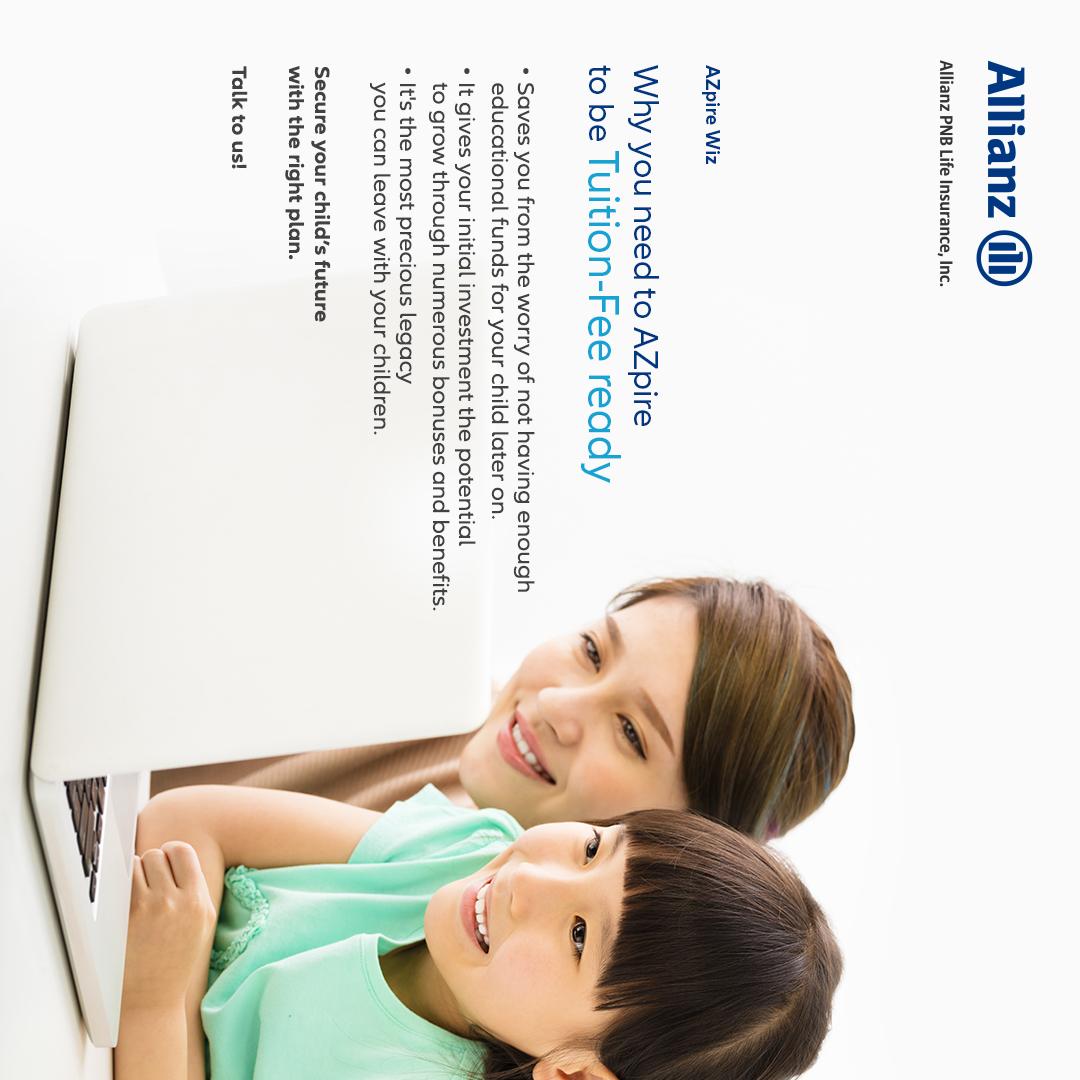 Allianz
Allianz PNB Life Insurance, Inc.
AZpire Wiz
Why you need to AZpire
to be Tuition-Fee ready
• Saves you from the worry of not having enough
educational funds for your child later on.
• It gives your initial investment the potential
to grow through numerous bonuses and benefits.
• It's the most precious legacy
you can leave with your children.
Secure your child's future
with the right plan.
Talk to us!